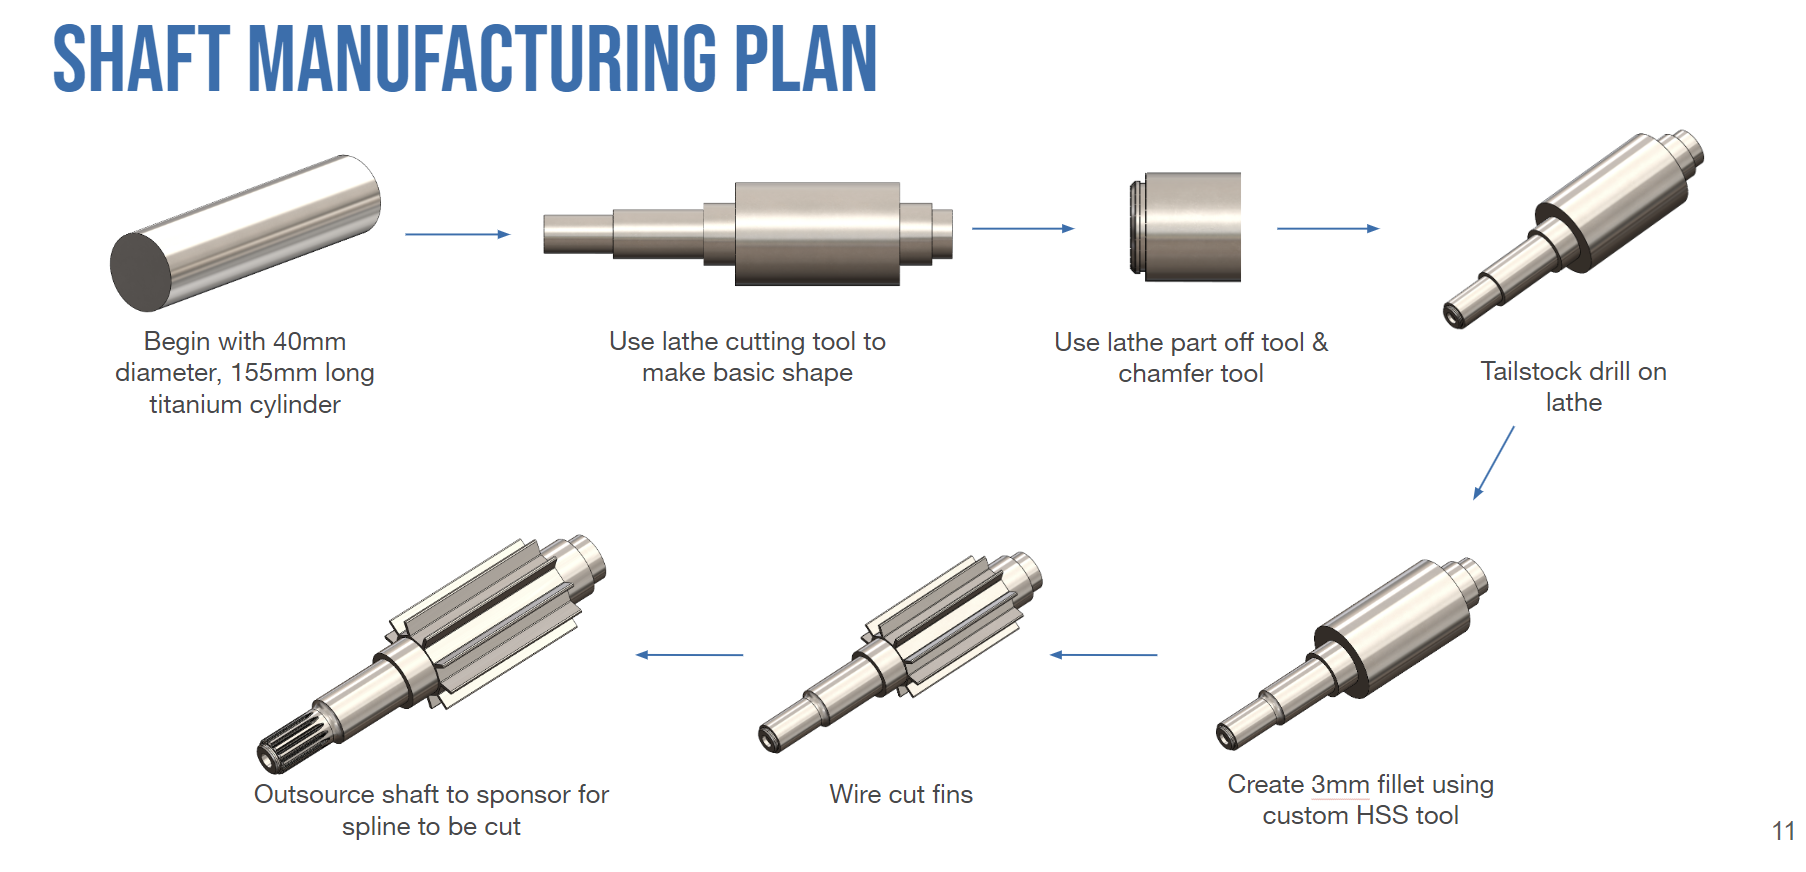 SHAFT MANUFACTURING PLAN
Begin with 40mm
diameter, 155mm long
titanium cylinder
Use lathe cutting tool to
make basic shape
Use lathe part off tool &
chamfer tool
Tailstock drill on
lathe
Create 3mm fillet using
custom HSS tool
Wire cut fins
Outsource shaft to sponsor for
spline to be cut
11